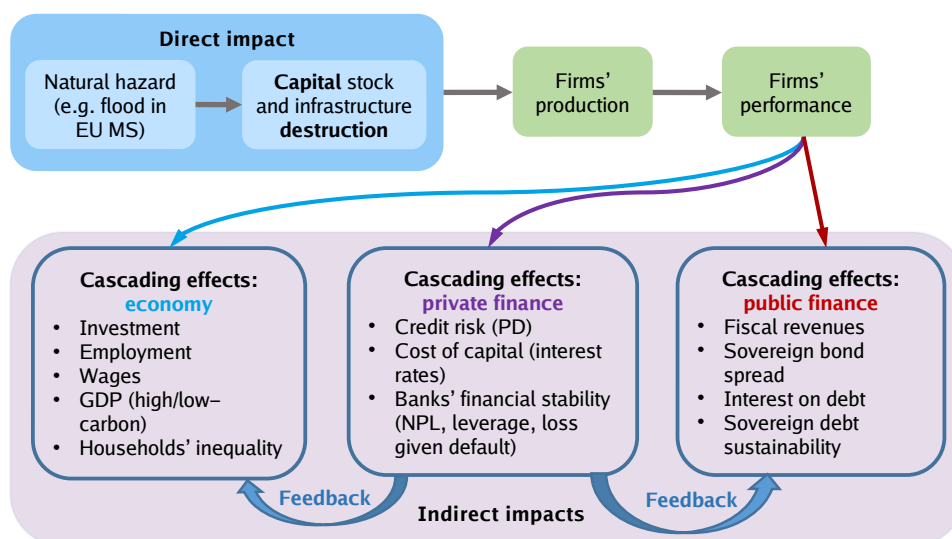 Direct impact
Natural hazard
(e.g. flood in
EU MS)
Capital stock
and infrastructure
destruction
Firms'
production
Firms'
performance
Cascading effects:
economy
• Investment
• Employment
• Wages
• GDP (high/low–
carbon)
• Households' inequality
Cascading effects:
private finance
• Credit risk (PD)
• Cost of capital (interest
rates)
• Banks' financial stability
(NPL, leverage, loss
given default)
Cascading effects:
public finance
• Fiscal revenues
• Sovereign bond
spread
• Interest on debt
• Sovereign debt
sustainability
Feedback
Feedback
Indirect impacts